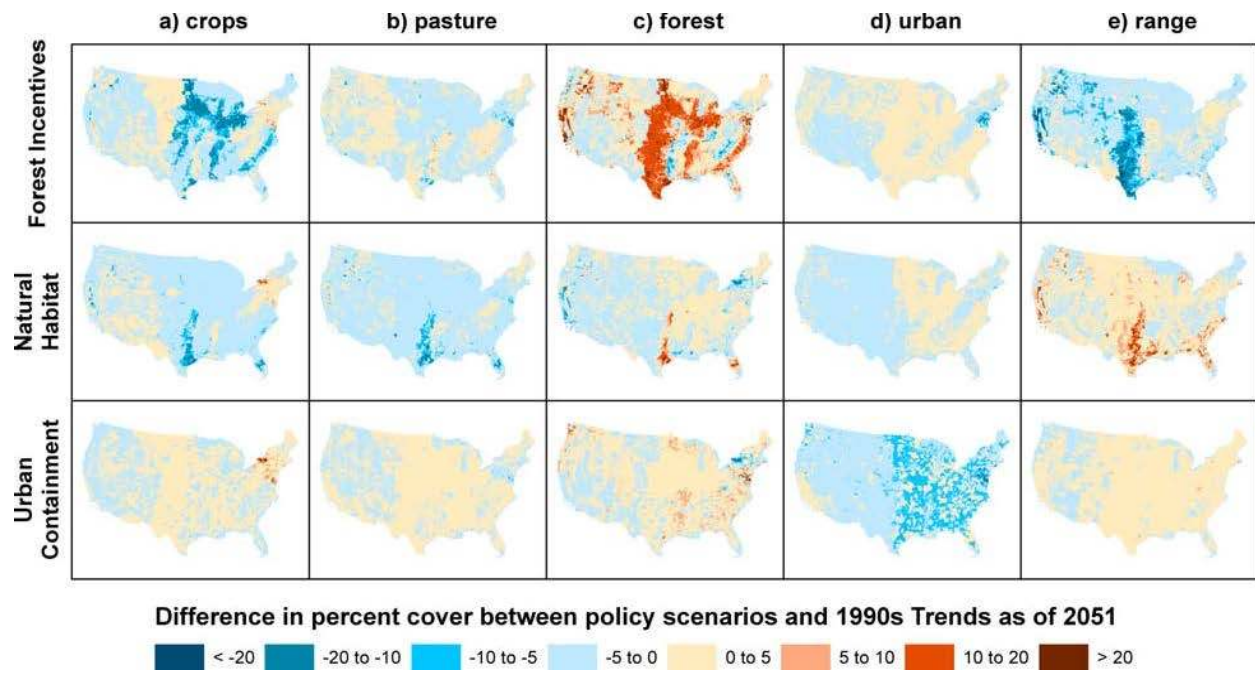 a) crops
b) pasture
c) forest
d) urban
e) range
Forest Incentives
Natural
Habitat
Urban
Containment
Difference in percent cover between policy scenarios and 1990s Trends as of 2051
< -20
-20 to -10
-10 to -5
-5 to 0
0 to 5
5 to 10
10 to 20
> 20